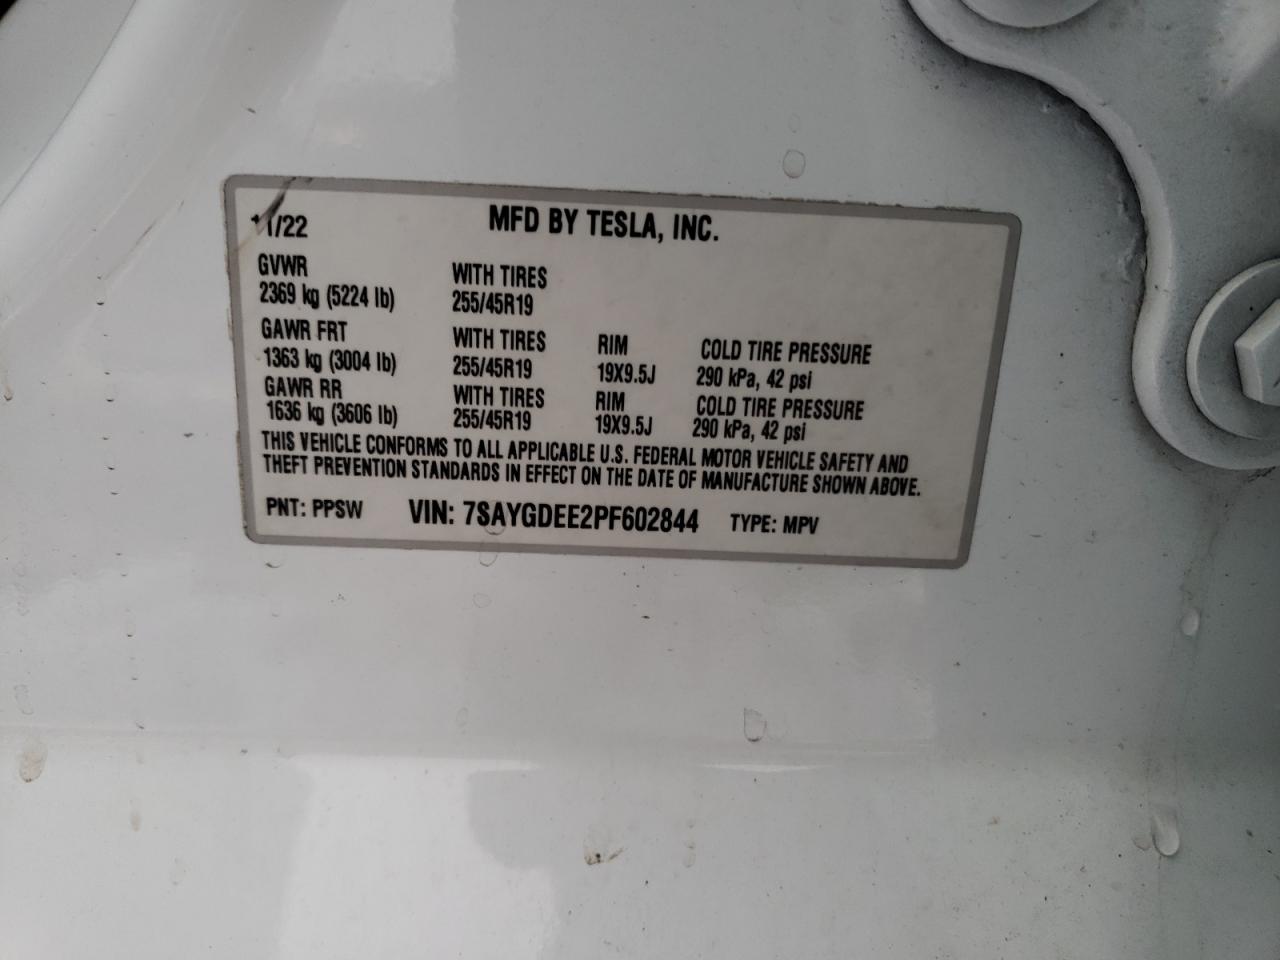 11/22 MFD BY TESLA, INC.
GVWR WITH TIRES
2369 kg (5224 lb) 255/45R19
GAWR FRT WITH TIRES RIM COLD TIRE PRESSURE
1363 kg (3004 lb) 255/45R19 19X9.5J 290 kPa, 42 psi
GAWR RR WITH TIRES RIM COLD TIRE PRESSURE
1636 kg (3606 lb) 255/45R19 19X9.5J 290 kPa, 42 psi
THIS VEHICLE CONFORMS TO ALL APPLICABLE U.S. FEDERAL MOTOR VEHICLE SAFETY AND
THEFT PREVENTION STANDARDS IN EFFECT ON THE DATE OF MANUFACTURE SHOWN ABOVE.
PNT: PPSW VIN: 7SAYGDEE2PF602844 TYPE: MPV